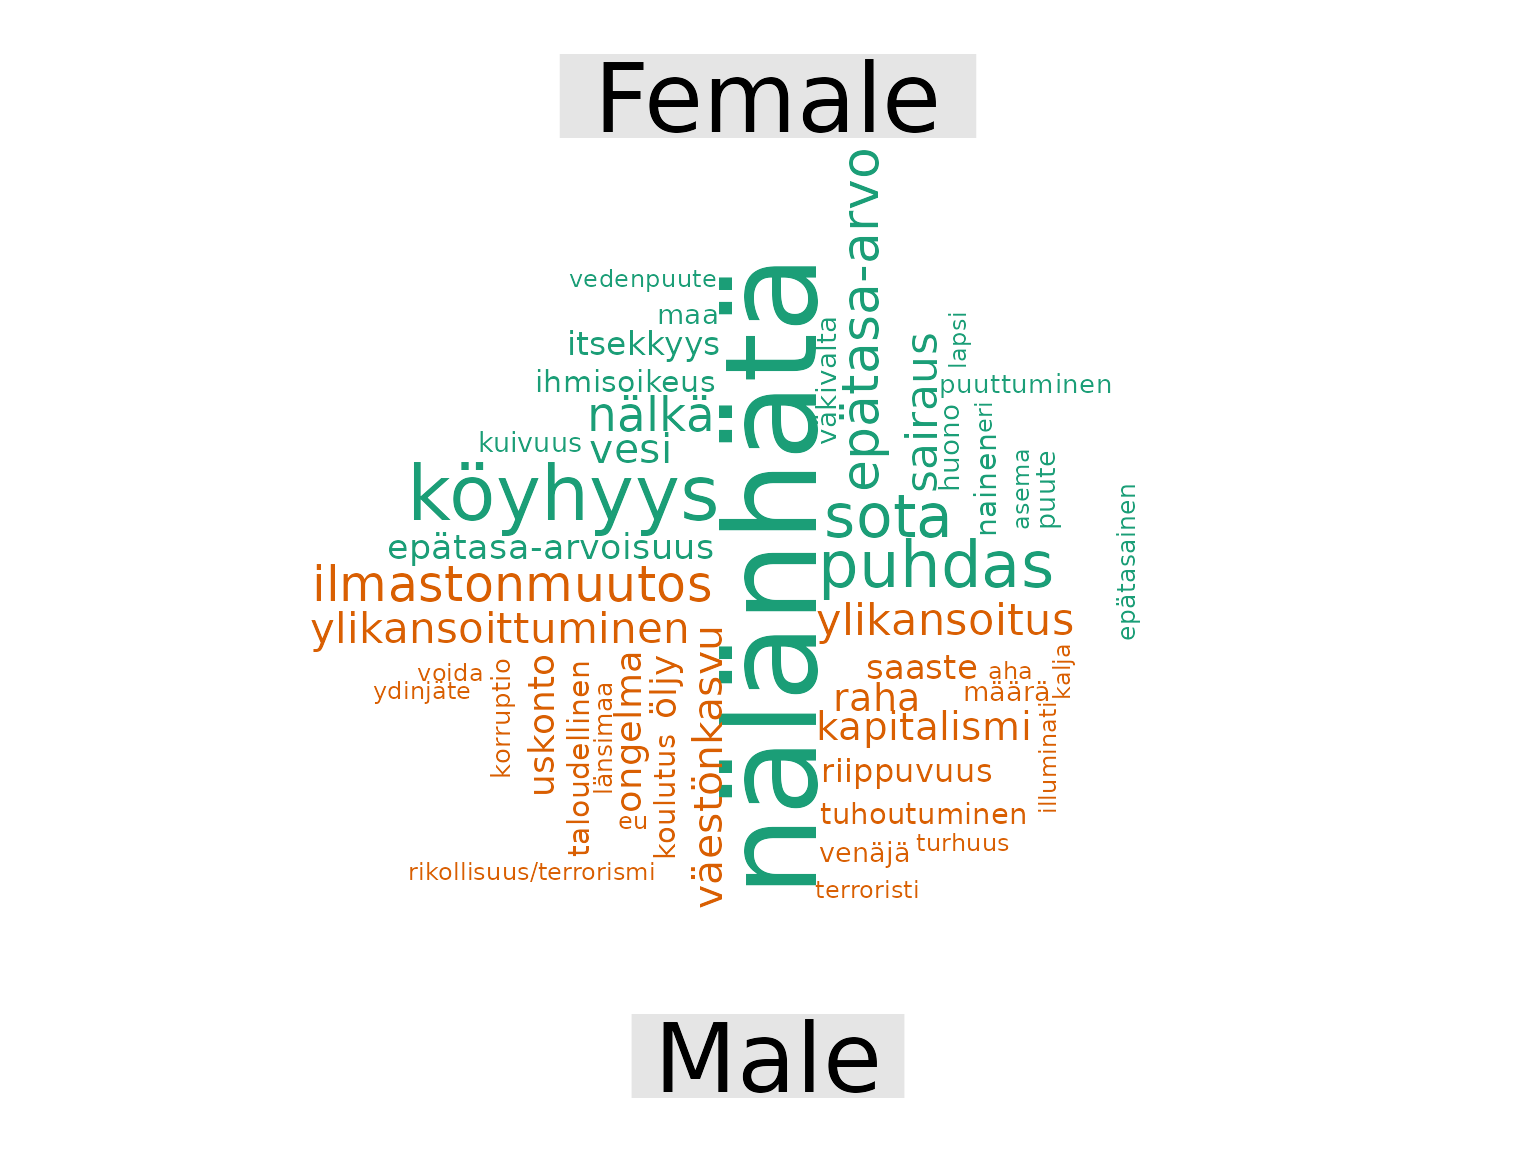 Female
epätasa-arvo
vedenpuute
maa
itsekkyys
ihmisoikeus
nälkä
kuivuus
vesi
köyhyys
epätasa-arvoisuus
nälänhätä
väkivalta
sairaus
lapsi
puuttuminen
huono
eri
nainen
asema
puute
epätasainen
sota
puhdas
ilmastonmuutos
ylikansoittuminen
ylikansoitus
voida
ydinjäte
korruptio
uskonto
taloudellinen
länsimaa
ongelma
eu
öljy
koulutus
väestönkasvu
rikollisuus/terrorismi
saaste
aha
kalja
raha
määrä
kapitalismi
illuminati
riippuvuus
tuhoutuminen
turhuus
venäjä
terroristi
Male